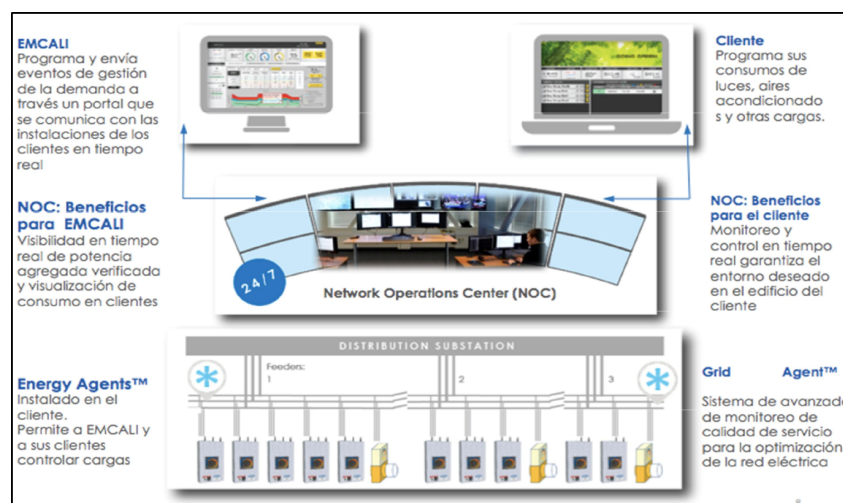 EMCALI
Programa y envía
eventos de gestión
de la demanda a
través un portal que
se comunica con las
instalaciones de los
clientes en tiempo
real
Cliente
Programa sus
consumos de
luces, aires
acondicionado
s y otras cargas.
NOC: Beneficios
para EMCALI
Visibilidad en tiempo
real de potencia
agregada verificada
y visualización de
consumo en clientes
24/7
Network Operations Center (NOC)
NOC: Beneficios
para el cliente
Monitoreo y
control en tiempo
real garantiza el
entorno deseado
en el edificio del
cliente
DISTRIBUTION SUBSTATION
Feeders:
1
2
3
Energy Agents™
Instalado en el
cliente.
Permite a EMCALI y
a sus clientes
controlar cargas
Grid Agent™
Sistema de avanzado
de monitoreo de
calidad de servicio
para la optimización
de la red eléctrica